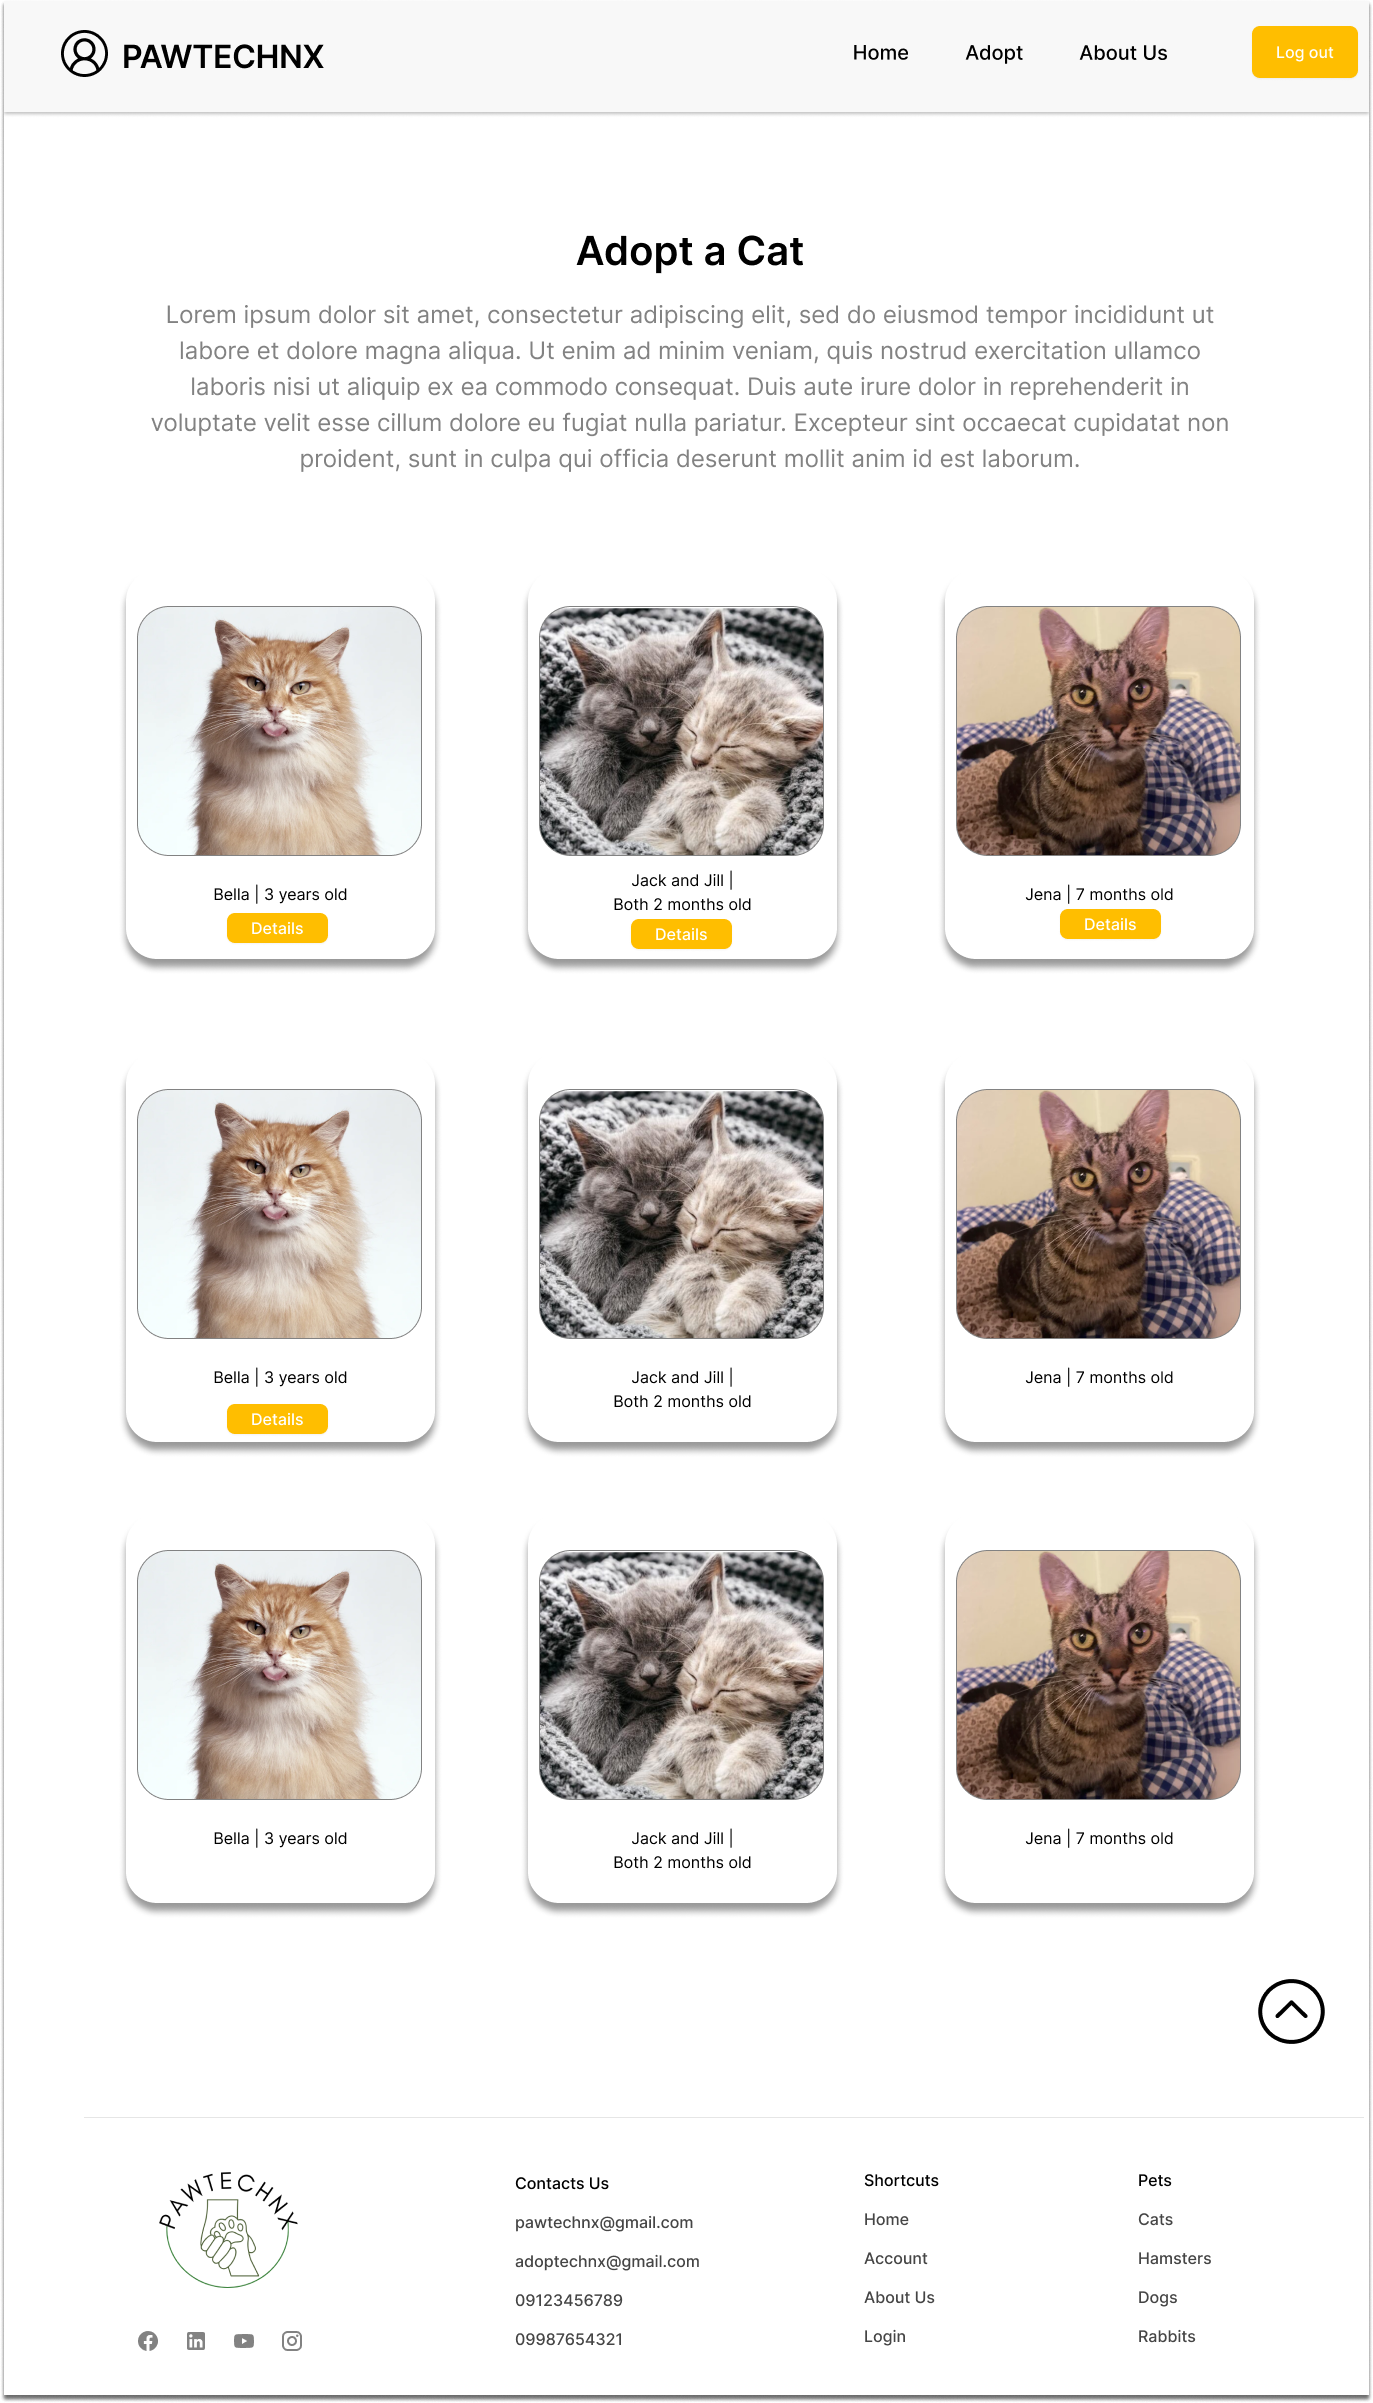 PAWTECHNX
Home
Adopt
About Us
Log out
Adopt a Cat
Lorem ipsum dolor sit amet, consectetur adipiscing elit, sed do eiusmod tempor incididunt ut
labore et dolore magna aliqua. Ut enim ad minim veniam, quis nostrud exercitation ullamco
laboris nisi ut aliquip ex ea commodo consequat. Duis aute irure dolor in reprehenderit in
voluptate velit esse cillum dolore eu fugiat nulla pariatur. Excepteur sint occaecat cupidatat non
proident, sunt in culpa qui officia deserunt mollit anim id est laborum.
Bella | 3 years old
Details
Jack and Jill |
Both 2 months old
Details
Jena | 7 months old
Details
Bella | 3 years old
Details
Jack and Jill |
Both 2 months old
Jena | 7 months old
Bella | 3 years old
Jack and Jill |
Both 2 months old
Jena | 7 months old
PAWTECHNX
Contacts Us
pawtechnx@gmail.com
adoptechnx@gmail.com
09123456789
09987654321
Shortcuts
Home
Account
About Us
Login
Pets
Cats
Hamsters
Dogs
Rabbits